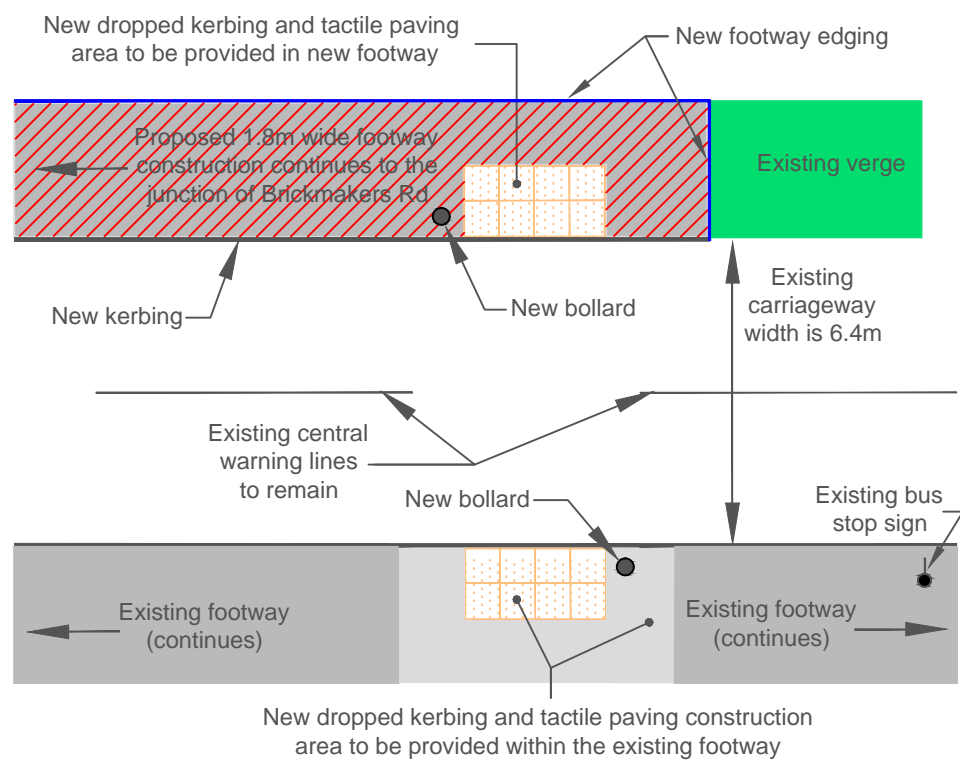 New dropped kerbing and tactile paving
area to be provided in new footway
New footway edging
Proposed 1.8m wide footway
construction continues to the
junction of Brickmakers Rd
Existing verge
New kerbing
New bollard
Existing
carriageway
width is 6.4m
Existing central
warning lines
to remain
New bollard
Existing bus
stop sign
Existing footway
(continues)
Existing footway
(continues)
New dropped kerbing and tactile paving construction
area to be provided within the existing footway